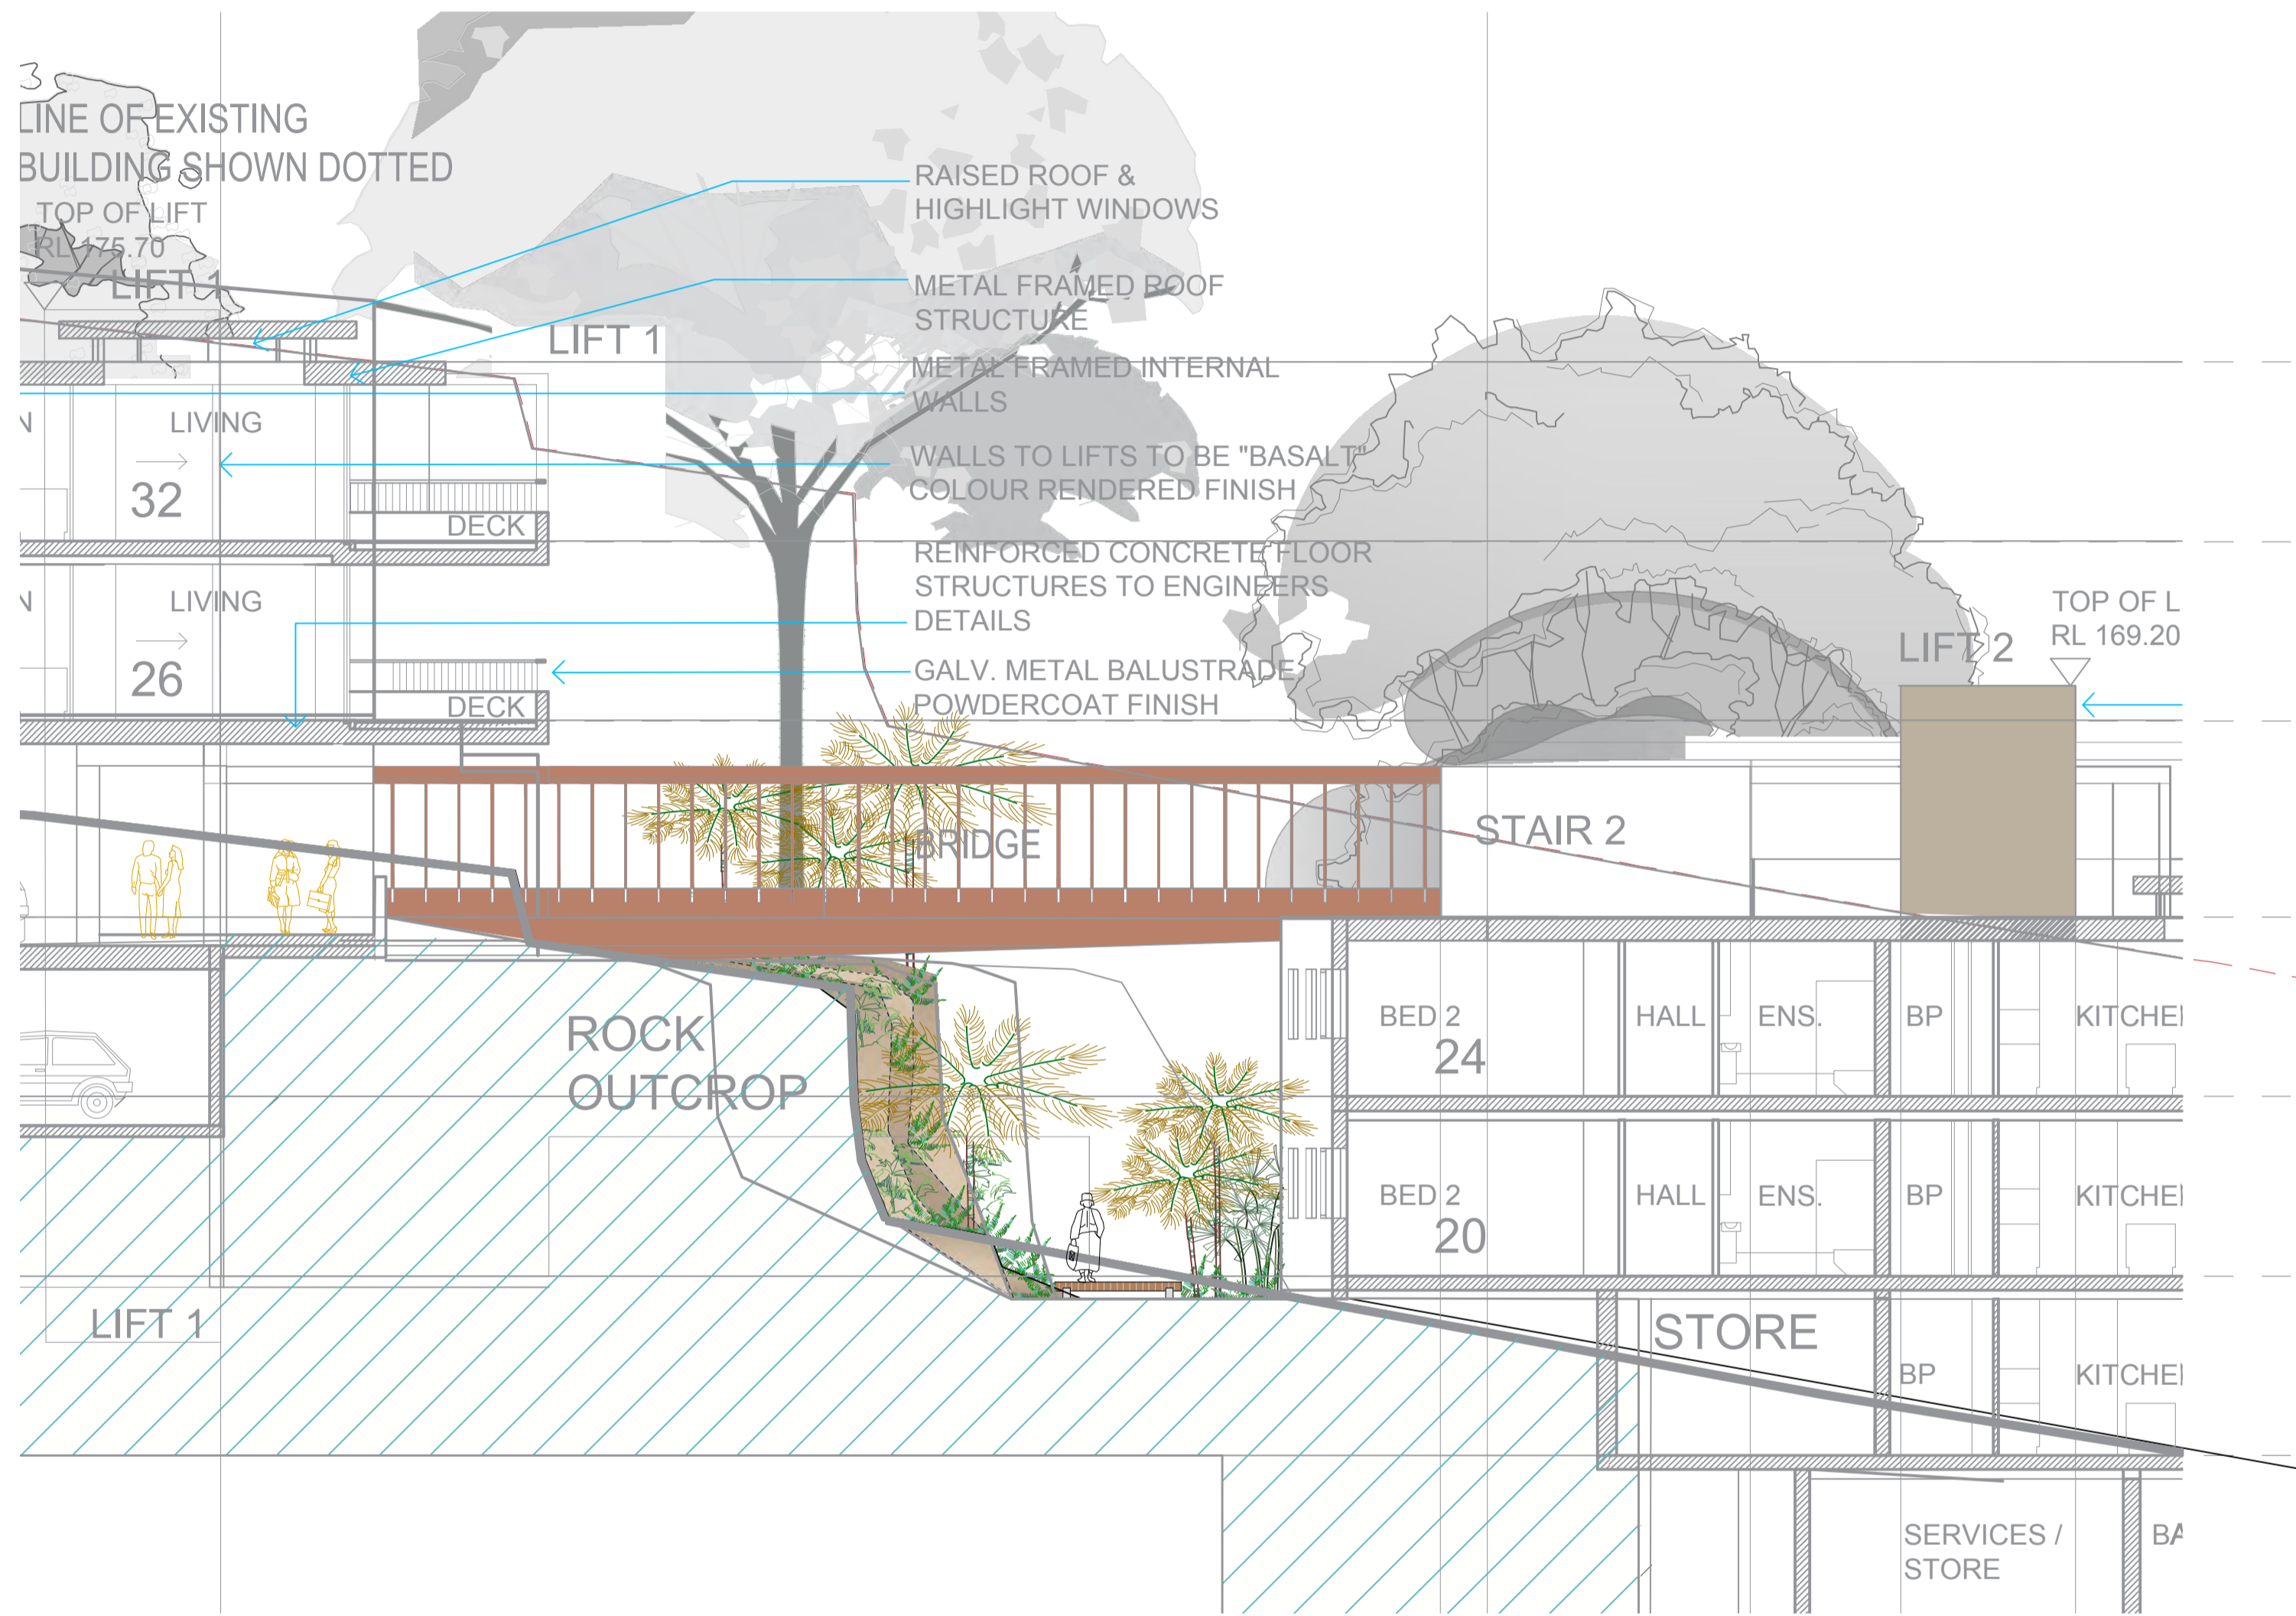 LINE OF EXISTING
BUILDING SHOWN DOTTED
TOP OF LIFT
RL 175.70
LIFT 1
RAISED ROOF &
HIGHLIGHT WINDOWS
METAL FRAMED ROOF
STRUCTURE
LIFT 1
METAL FRAMED INTERNAL
WALLS
N
LIVING
32
DECK
WALLS TO LIFTS TO BE "BASALT"
COLOUR RENDERED FINISH
REINFORCED CONCRETE FLOOR
STRUCTURES TO ENGINEERS
DETAILS
N
LIVING
26
DECK
GALV. METAL BALUSTRADE
POWDERCOAT FINISH
TOP OF L
RL 169.20
LIFT 2
BRIDGE
STAIR 2
ROCK
OUTCROP
BED 2
24
HALL
ENS.
BP
KITCHE
BED 2
20
HALL
ENS.
BP
KITCHE
LIFT 1
STORE
BP
KITCHE
SERVICES /
STORE
BA